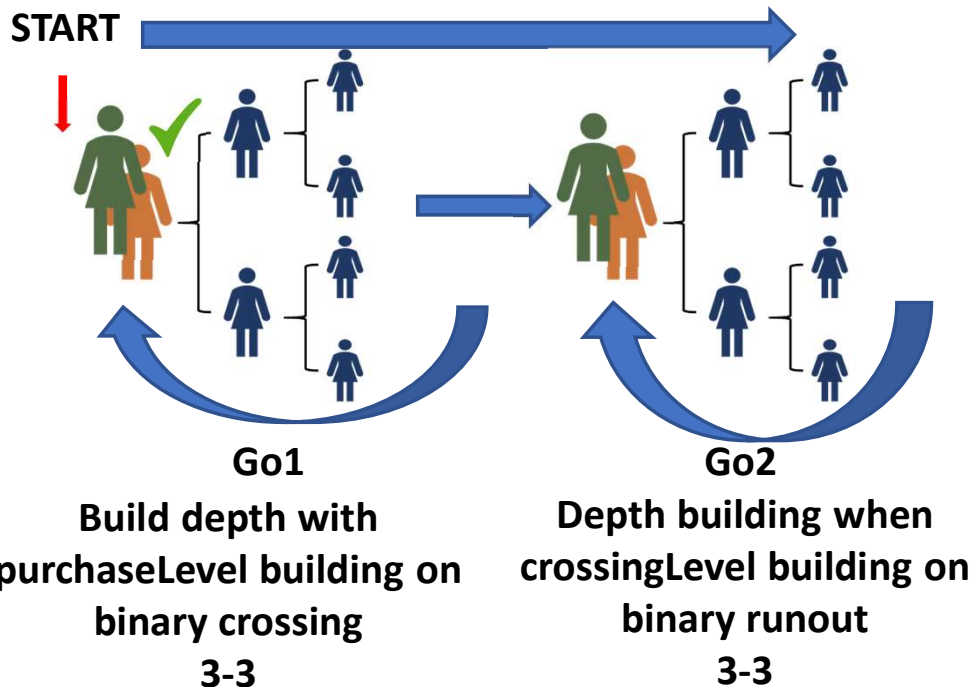 START
Go1
Build depth with
purchaseLevel building on
binary crossing
3-3
Go2
Depth building when
crossingLevel building on
binary runout
3-3